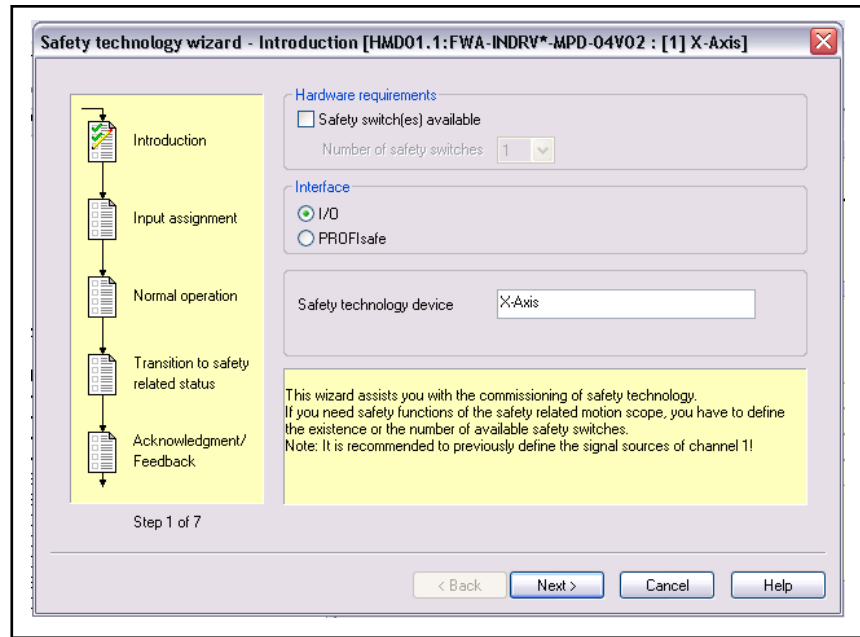 Safety technology wizard - Introduction [HMD01.1:FWA-INDRV*-MPD-04V02 : [1] X-Axis]
Introduction
Input assignment
Normal operation
Transition to safety
related status
Acknowledgment/
Feedback
Step 1 of 7
Hardware requirements
Safety switch(es) available
Number of safety switches 1
Interface
I/O
PROFIsafe
Safety technology device X-Axis
This wizard assists you with the commissioning of safety technology.
If you need safety functions of the safety related motion scope, you have to define
the existence or the number of available safety switches.
Note: It is recommended to previously define the signal sources of channel 1!
< Back Next > Cancel Help